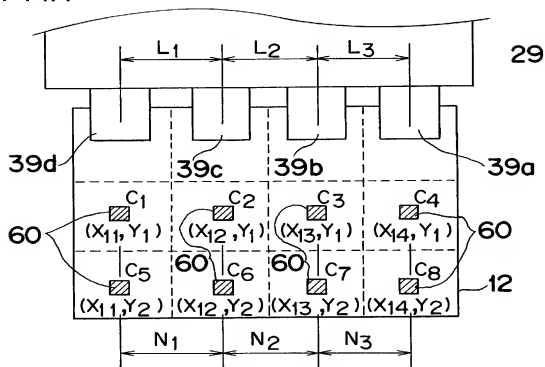 L1 L2 L3
29
39d 39c 39b 39a
C1 C2 C3 C4
60 (X11,Y1) (X12,Y1) (X13,Y1) (X14,Y1) 60
C5 60 C6 60 C7 C8
12
(X11,Y2) (X12,Y2) (X13,Y2) (X14,Y2)
N1 N2 N3